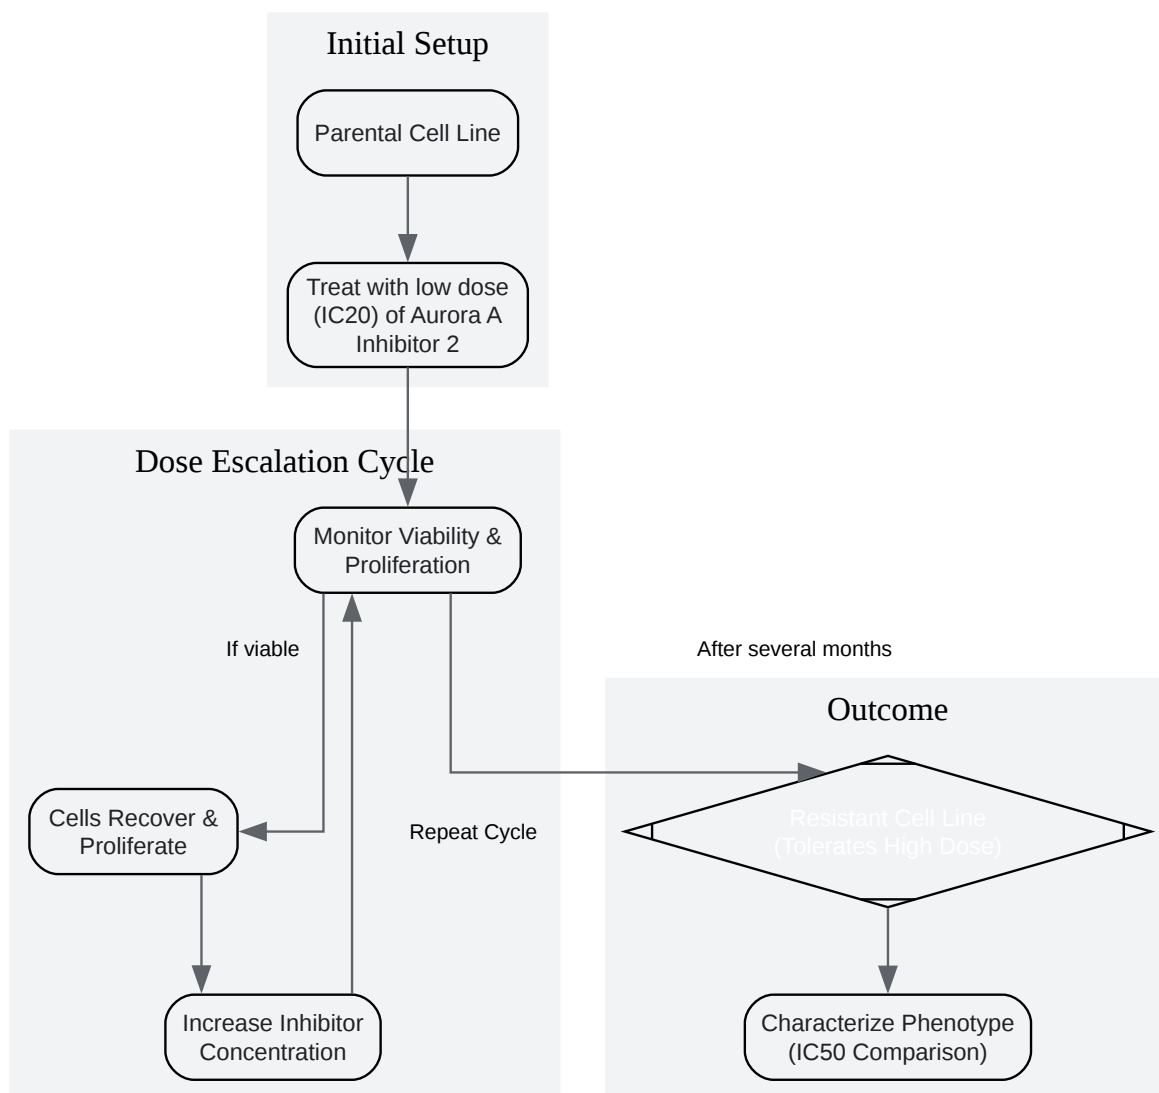 Initial Setup
Parental Cell Line
Treat with low dose
(IC20) of Aurora A
Inhibitor 2
Dose Escalation Cycle
Monitor Viability &
Proliferation
If viable
After several months
Outcome
Cells Recover &
Proliferate
Repeat Cycle
Resistant Cell Line
(Tolerates High Dose)
Increase Inhibitor
Concentration
Characterize Phenotype
(IC50 Comparison)